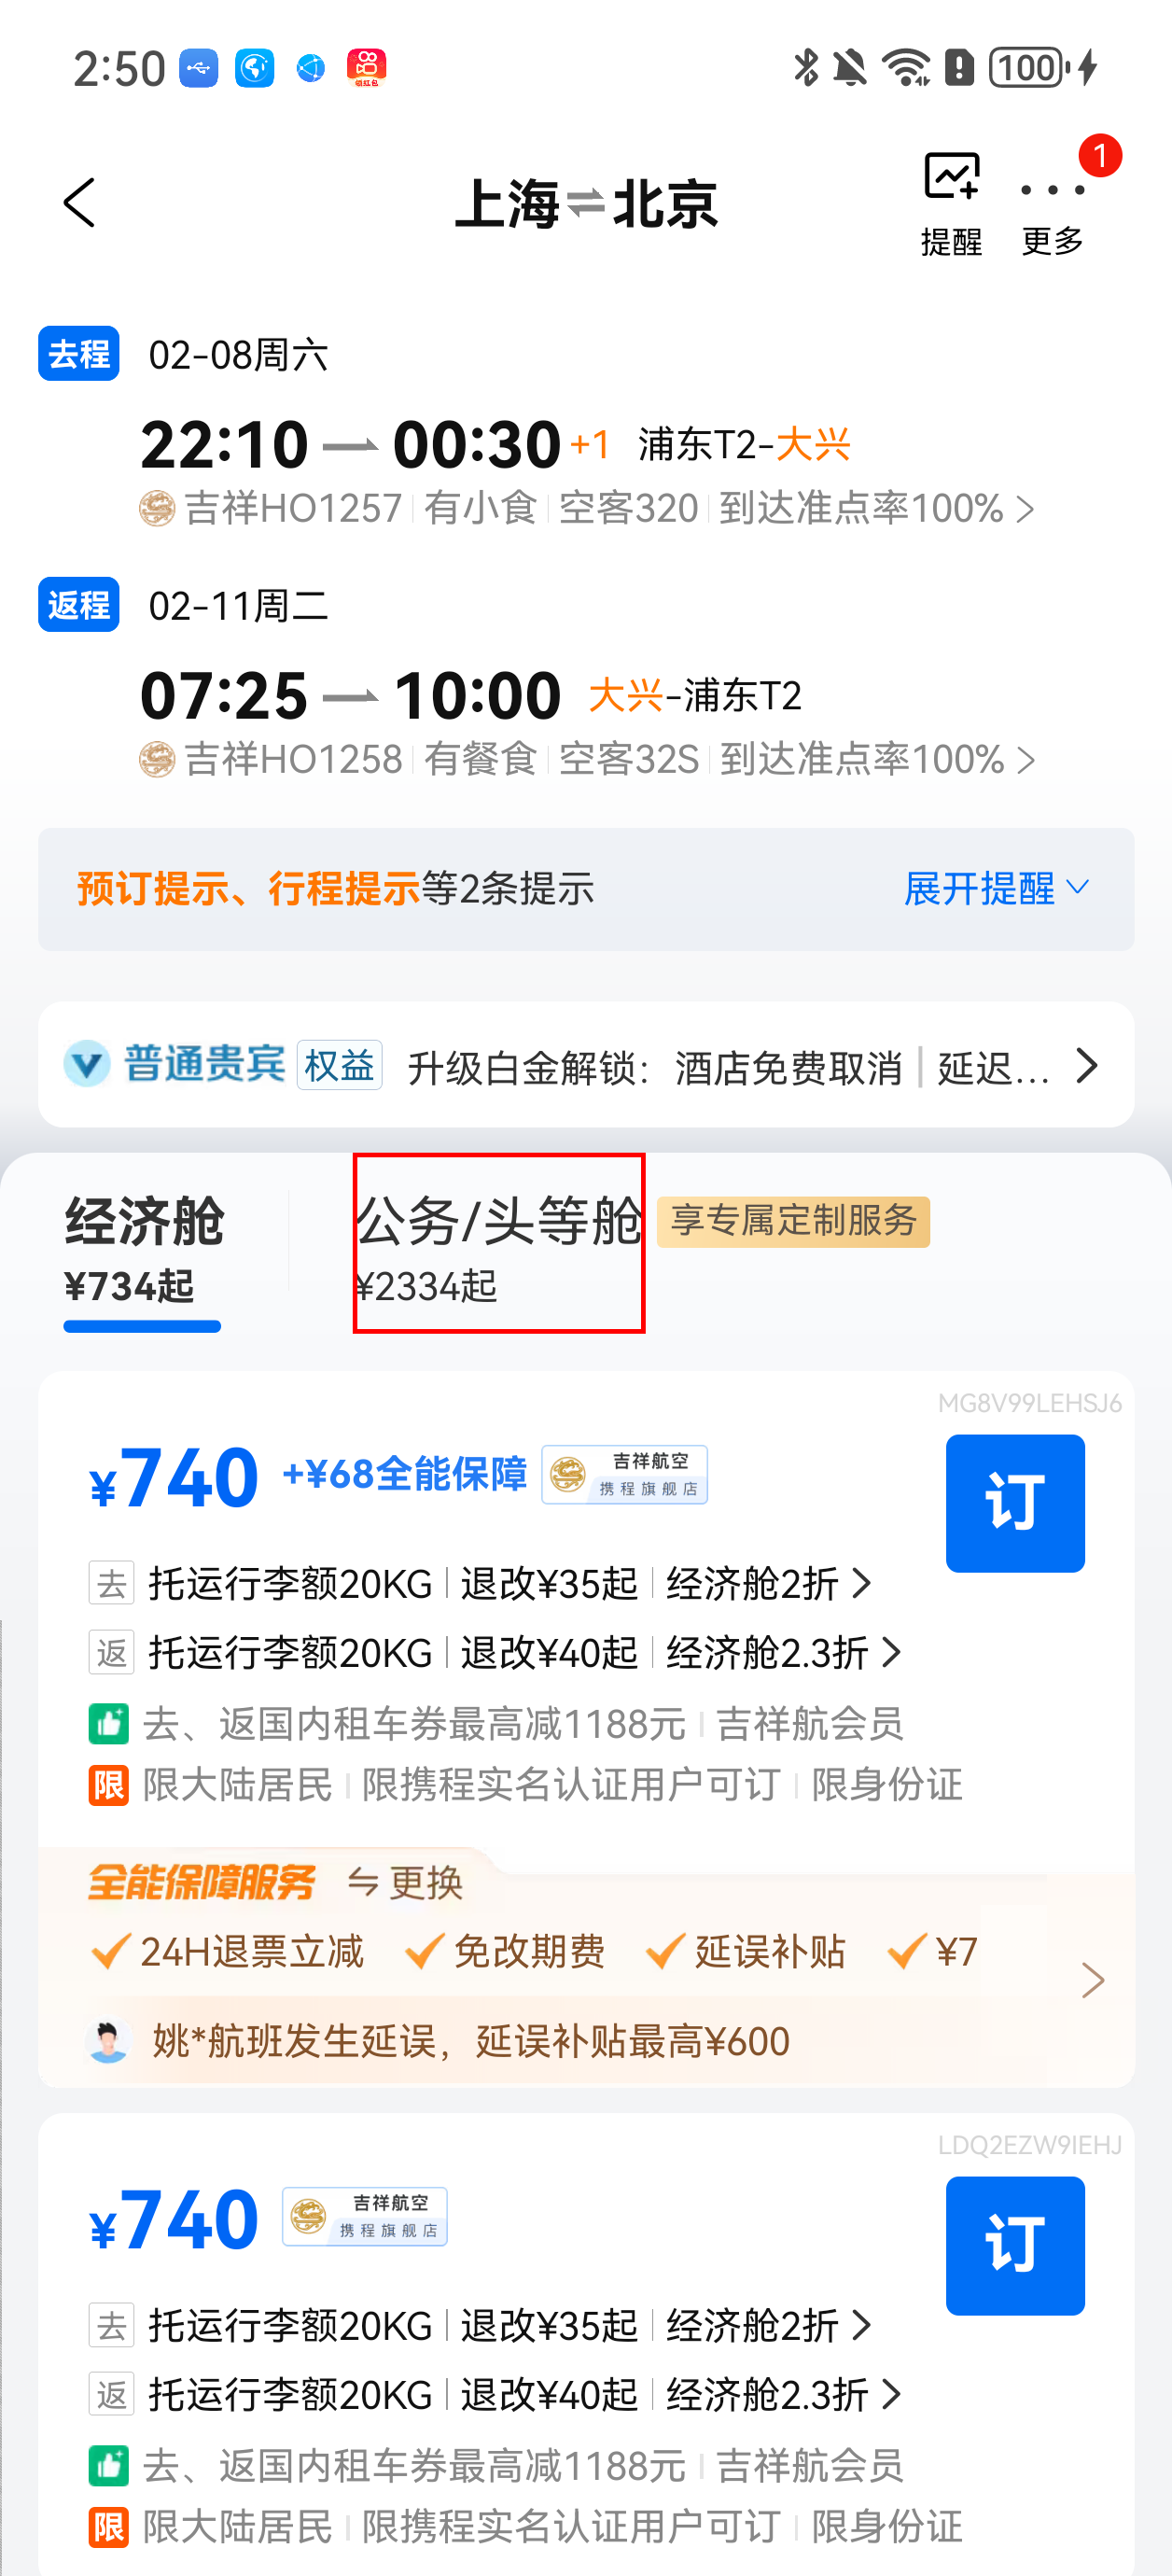 2:50
领红包
100
上海⇌北京
提醒
更多
1
去程 02-08周六
22:10 00:30 +1 浦东T2-大兴
吉祥HO1257 有小食 空客320 到达准点率100%
返程 02-11周二
07:25 10:00 大兴-浦东T2
吉祥HO1258 有餐食 空客32S 到达准点率100%
预订提示、行程提示等2条提示 展开提醒
普通贵宾 权益 升级白金解锁：酒店免费取消 | 延迟...
经济舱 公务/头等舱 享专属定制服务
¥734起 ¥2334起
MG8V99LEHSJ6
¥740 +¥68全能保障 吉祥航空 携程旗舰店
订
去 托运行李额20KG | 退改¥35起 | 经济舱2折
返 托运行李额20KG | 退改¥40起 | 经济舱2.3折
去、返国内租车券最高减1188元 | 吉祥航会员
限 限大陆居民 | 限携程实名认证用户可订 | 限身份证
全能保障服务 更换
24H退票立减 免改期费 延误补贴 ¥7
姚*航班发生延误，延误补贴最高¥600
LDQ2EZW9IEHJ
¥740 吉祥航空 携程旗舰店
订
去 托运行李额20KG | 退改¥35起 | 经济舱2折
返 托运行李额20KG | 退改¥40起 | 经济舱2.3折
去、返国内租车券最高减1188元 | 吉祥航会员
限 限大陆居民 | 限携程实名认证用户可订 | 限身份证